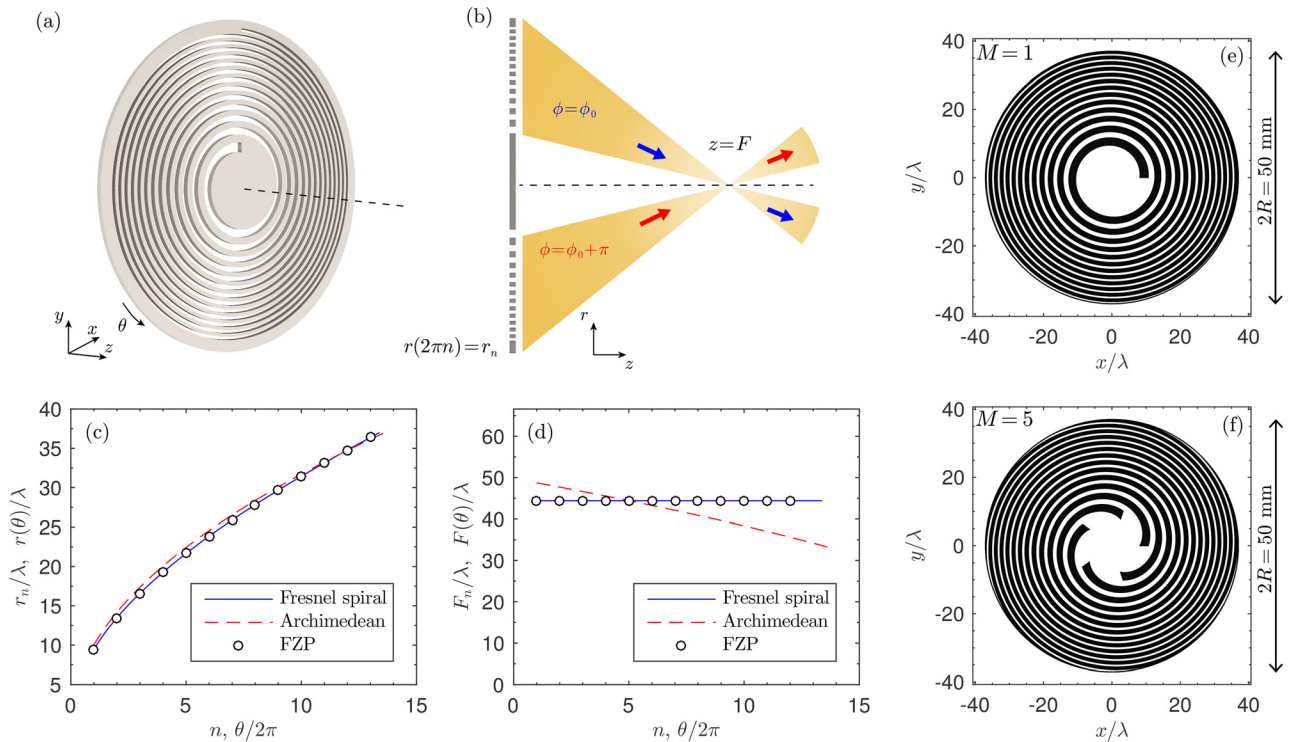 (a)
y
x
z
θ
(b)
ϕ=ϕ₀
z=F
ϕ=ϕ₀+π
r
z
r(2πn)=rₙ
(e)
M=1
40
20
0
-20
-40
y/λ
-40 -20 0 20 40
x/λ
2R=50 mm
(c)
40
35
30
25
20
15
10
5
rₙ/λ, r(θ)/λ
Fresnel spiral
Archimedean
FZP
0 5 10 15
n, θ/2π
(d)
60
50
40
30
20
10
0
Fₙ/λ, F(θ)/λ
Fresnel spiral
Archimedean
FZP
0 5 10 15
n, θ/2π
(f)
M=5
40
20
0
-20
-40
y/λ
-40 -20 0 20 40
x/λ
2R=50 mm